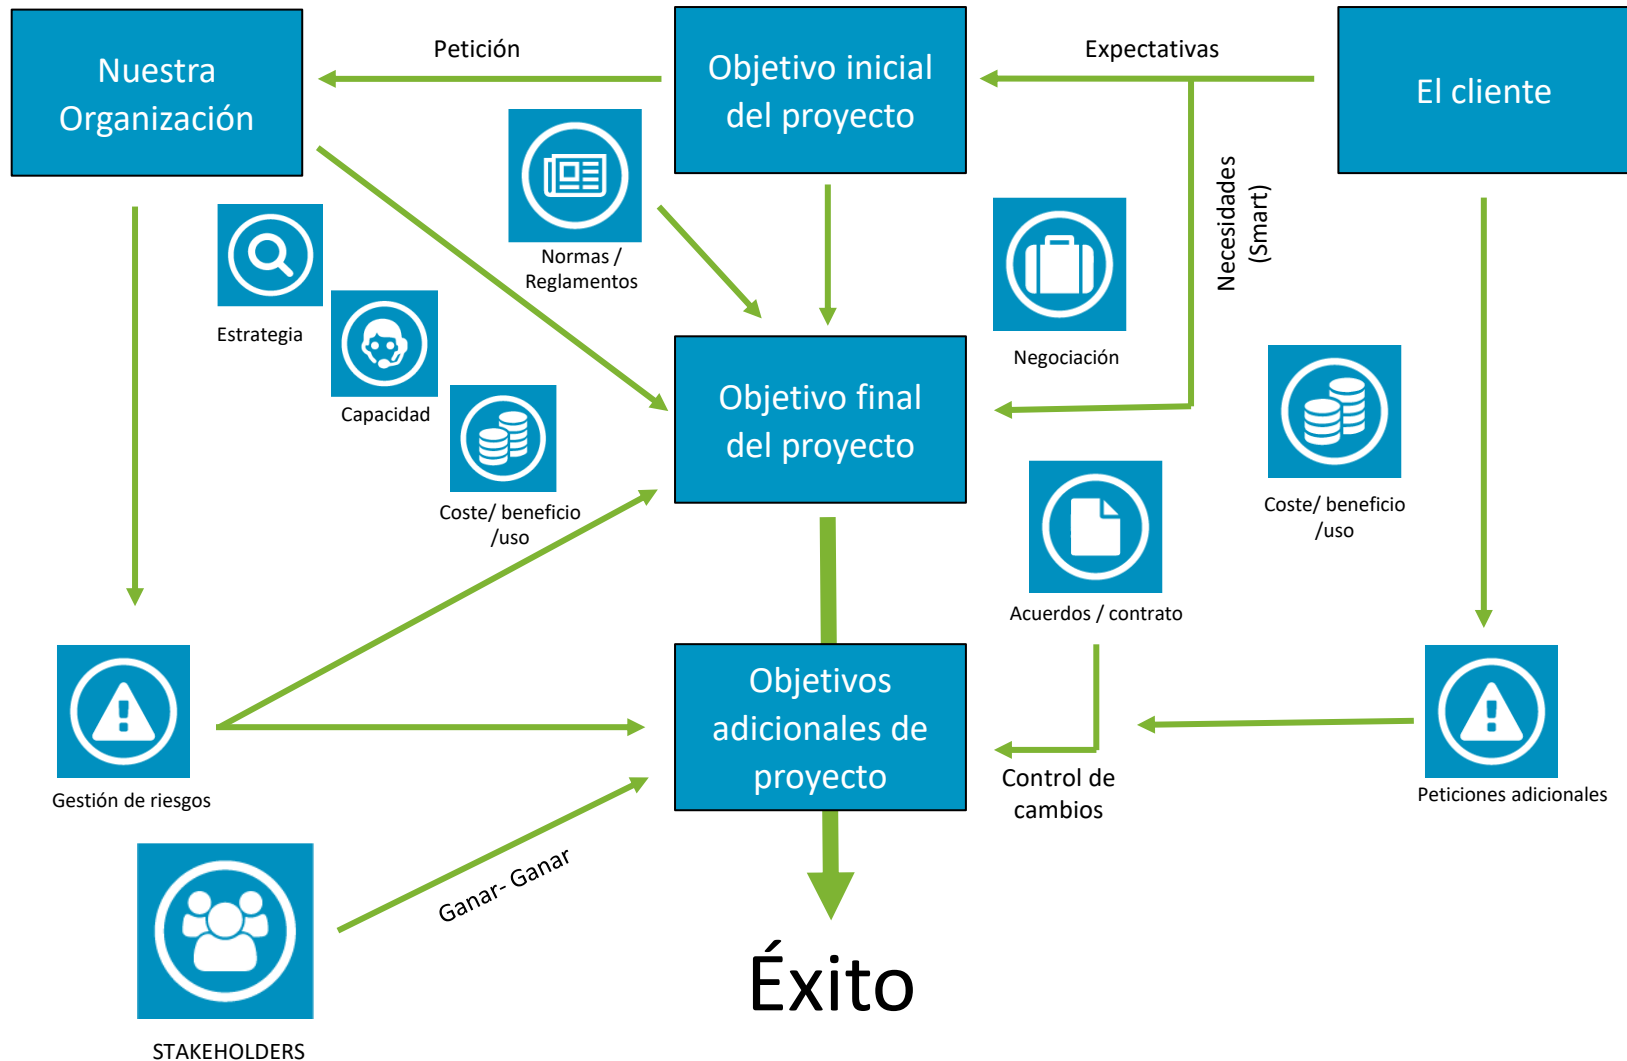 Nuestra
Organización
Petición
Objetivo inicial
del proyecto
Expectativas
El cliente
Necesidades
(Smart)
Normas /
Reglamentos
Estrategia
Capacidad
Coste/ beneficio
/uso
Negociación
Objetivo final
del proyecto
Coste/ beneficio
/uso
Acuerdos / contrato
Objetivos
adicionales de
proyecto
Control de
cambios
Peticiones adicionales
Gestión de riesgos
Ganar- Ganar
STAKEHOLDERS
Éxito